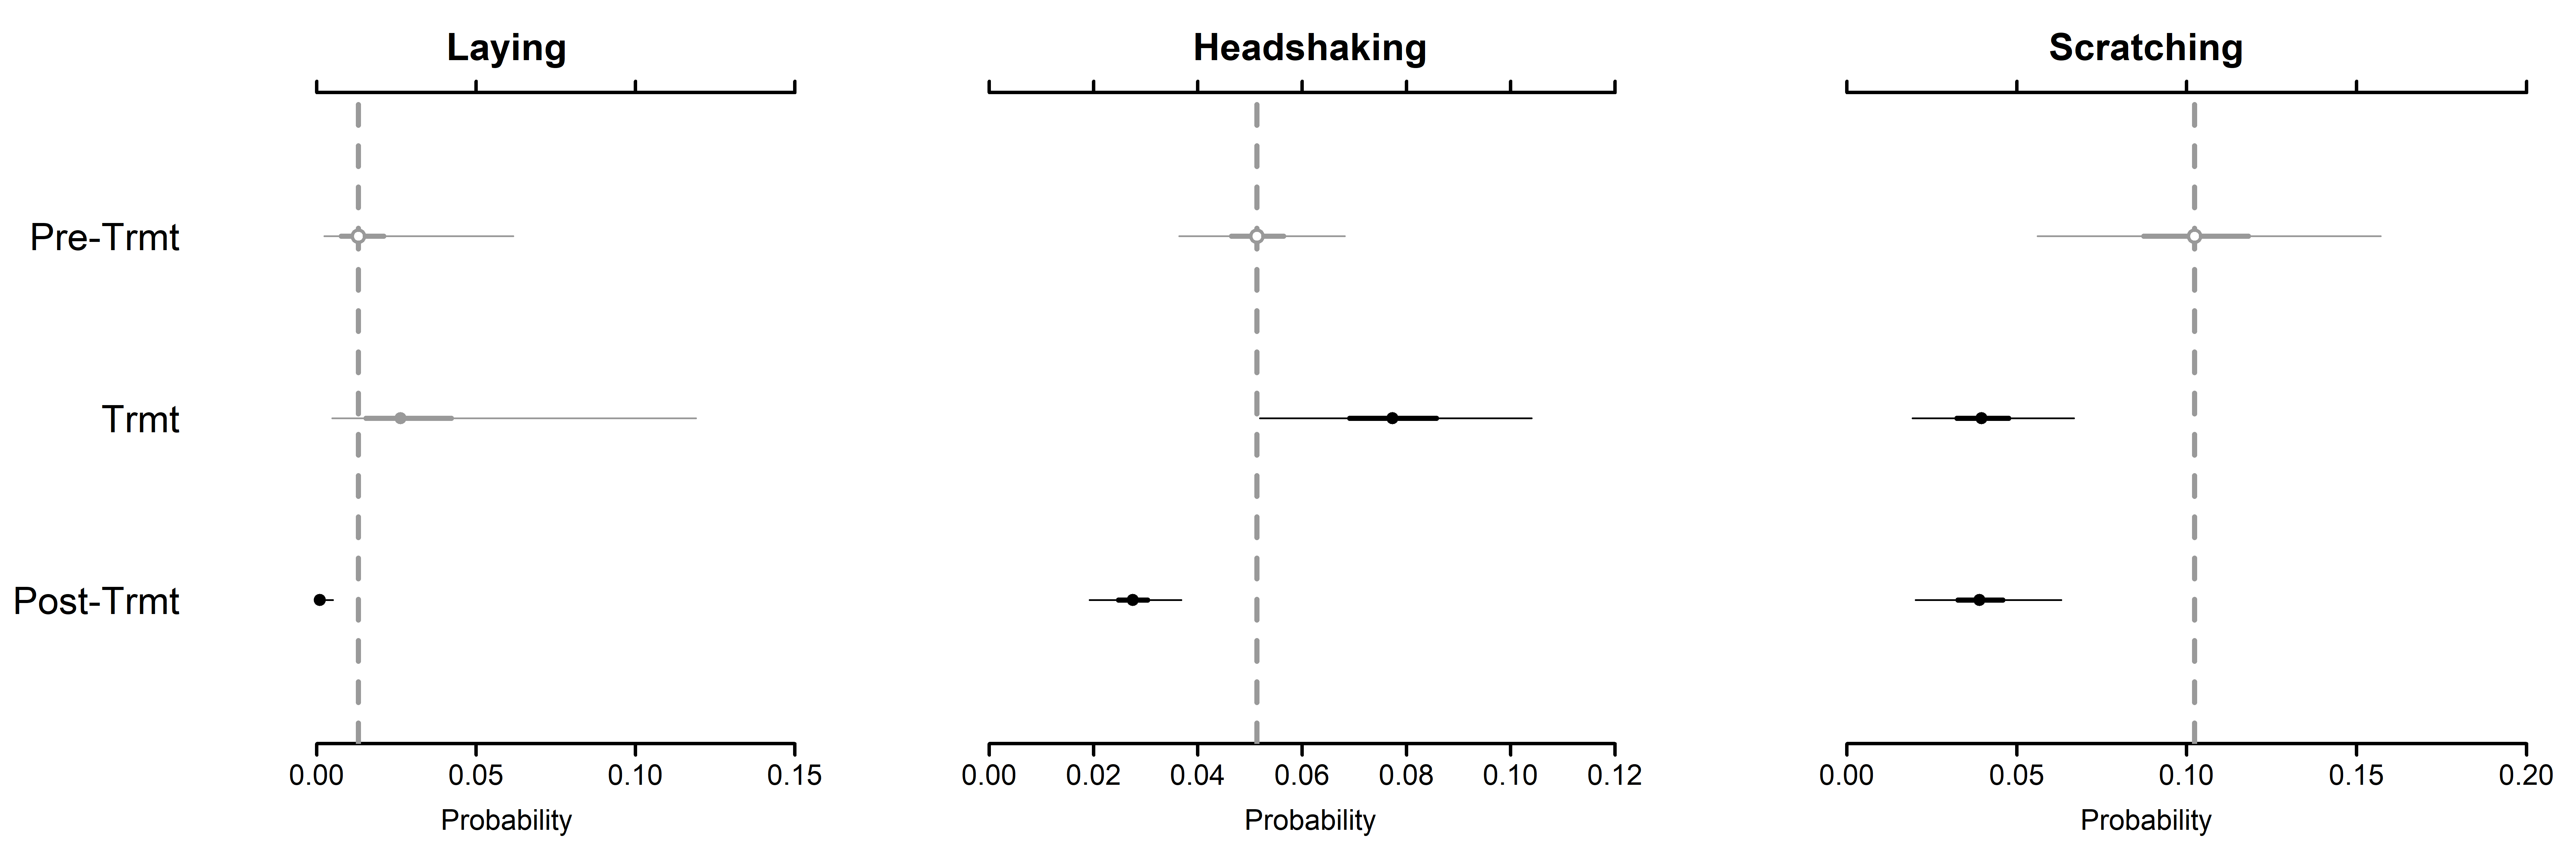 Laying Headshaking Scratching
Pre-Trmt
Trmt
Post-Trmt
0.00 0.05 0.10 0.15 0.00 0.02 0.04 0.06 0.08 0.10 0.12 0.00 0.05 0.10 0.15 0.20
Probability Probability Probability